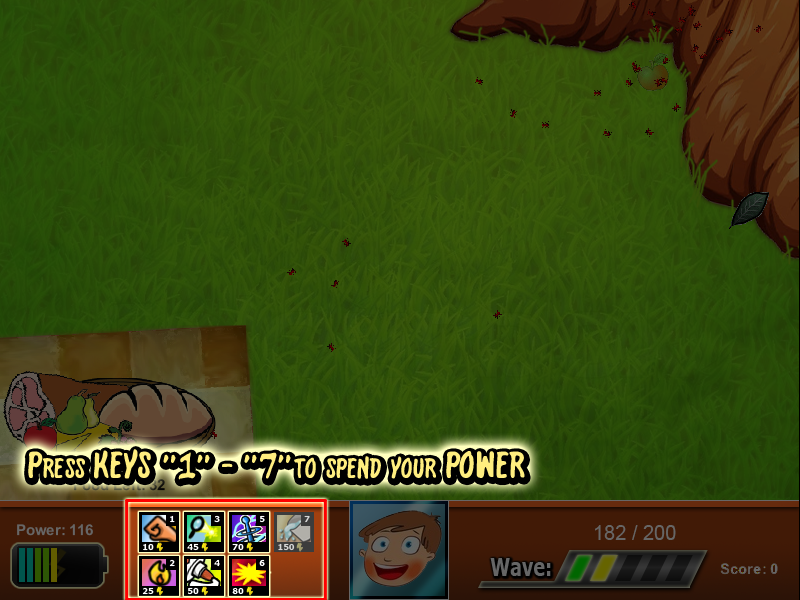 PRESS KEYS "1" - "7" TO SPEND YOUR POWER
Power: 116
1 3 5 7
10 45 70 150
2 4 6
25 50 80
182 / 200
Wave:
Score: 0